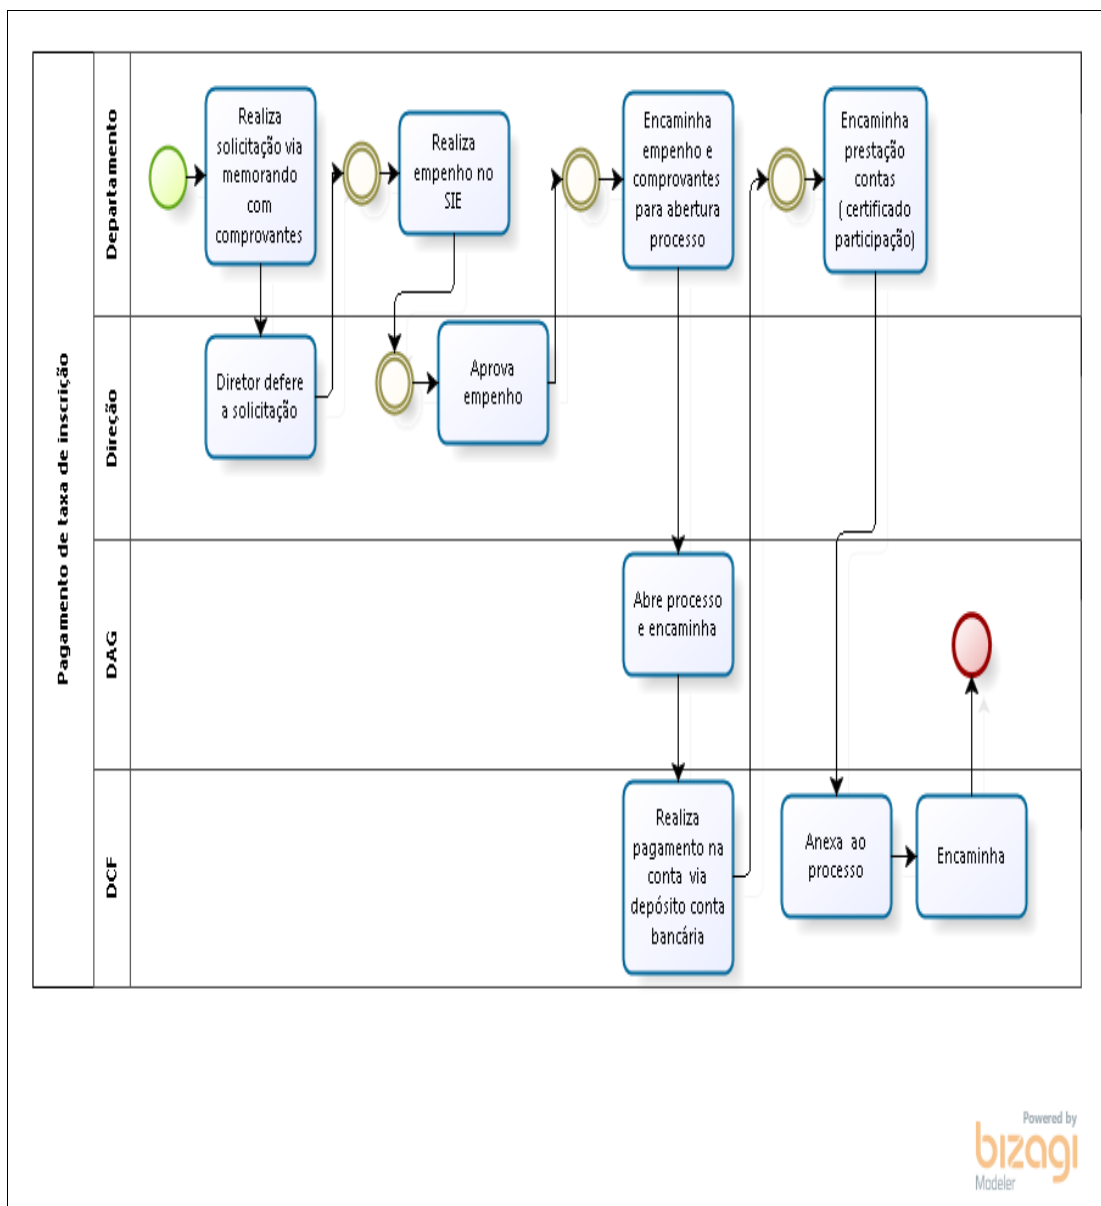 Pagamento de taxa de inscrição
Departamento
Realiza
solicitação via
memorando
com
comprovantes
Realiza
empenho no
SIE
Encaminha
empenho e
comprovantes
para abertura
processo
Encaminha
prestação
contas
( certificado
participação)
Direção
Diretor defere
a solicitação
Aprova
empenho
DAG
Abre processo
e encaminha
DCF
Realiza
pagamento na
conta via
depósito conta
bancária
Anexa ao
processo
Encaminha
Powered by
bizagi
Modeler